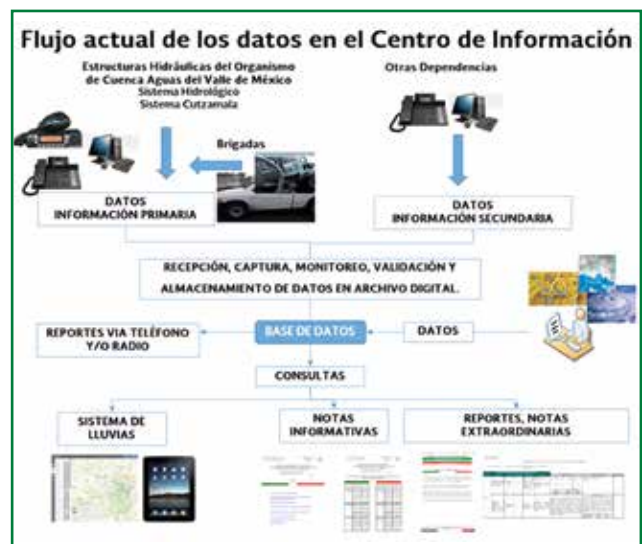 Flujo actual de los datos en el Centro de Información
Estructuras Hidráulicas del Organismo
de Cuenca Aguas del Valle de México
Sistema Hidrológico
Sistema Cutzamala
Otras Dependencias
Brigadas
DATOS
INFORMACIÓN PRIMARIA
DATOS
INFORMACIÓN SECUNDARIA
RECEPCIÓN, CAPTURA, MONITOREO, VALIDACIÓN Y
ALMACENAMIENTO DE DATOS EN ARCHIVO DIGITAL.
REPORTES VIA TELÉFONO
Y/O RADIO
BASE DE DATOS
DATOS
CONSULTAS
SISTEMA DE
LLUVIAS
NOTAS
INFORMATIVAS
REPORTES, NOTAS
EXTRAORDINARIAS